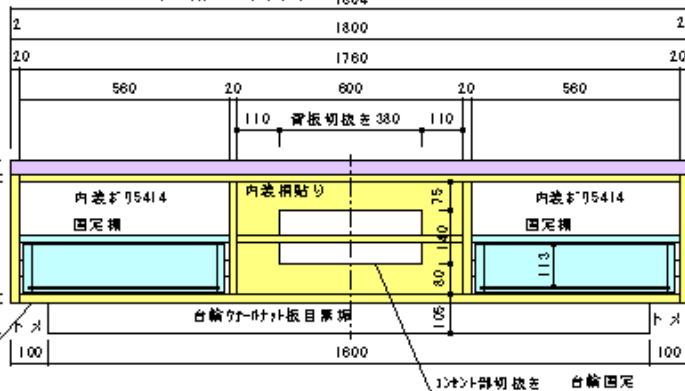 2 1800 2
20 1760 20
560 20 600 20 560
110 背板切抜き380 110
内装ﾎﾟﾘ5414
固定棚
内装桐貼り
75
140
80
105
内装ﾎﾟﾘ5414
固定棚
113
台輪ｳｫｰﾙﾅｯﾄ板目黒塀
トメ
トメ
100 1600 100
ｺﾝｾﾝﾄ部切抜き 台輪固定